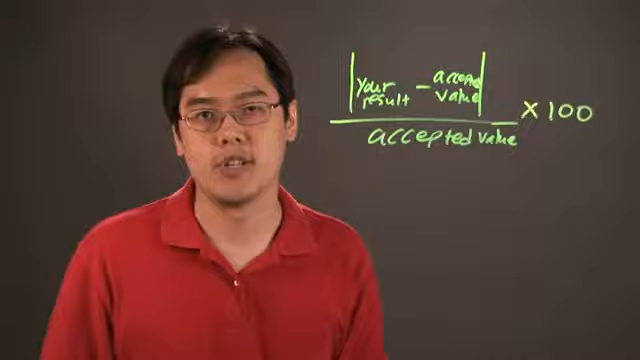 |your result - accepted value|
accepted value
× 100